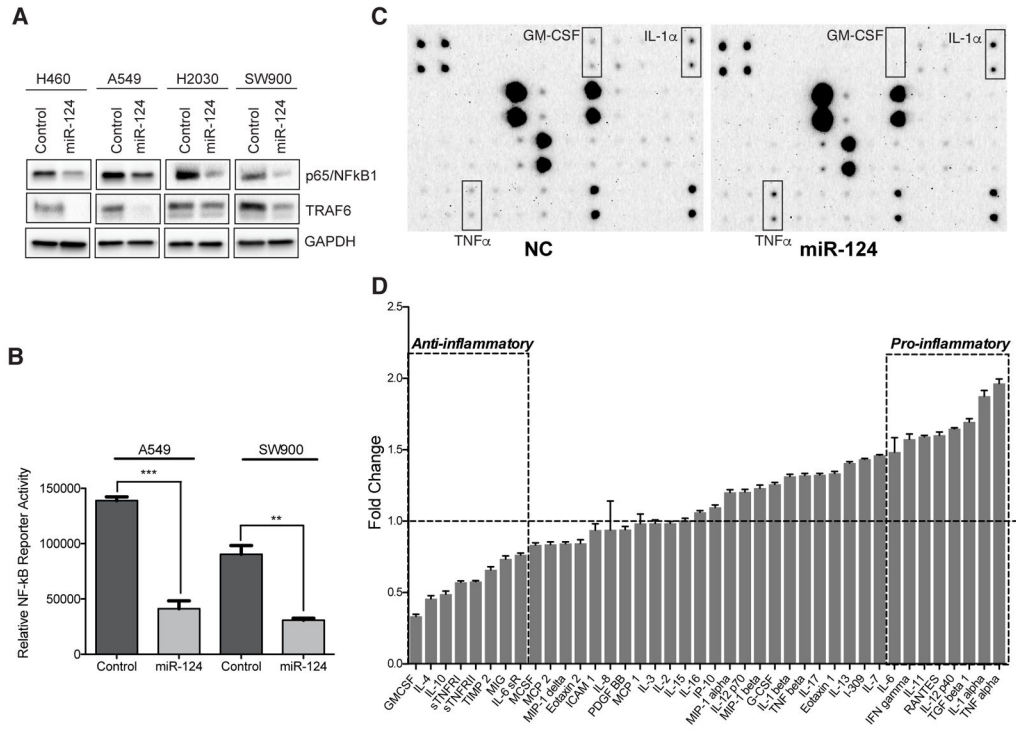 A
H460
A549
H2030
SW900
Control
miR-124
Control
miR-124
Control
miR-124
Control
miR-124
p65/NFkB1
TRAF6
GAPDH
B
A549
SW900
***
**
Relative NF-kB Reporter Activity
150000
100000
50000
0
Control
miR-124
Control
miR-124
C
GM-CSF
IL-1α
TNFα
NC
GM-CSF
IL-1α
TNFα
miR-124
D
Anti-inflammatory
Pro-inflammatory
Fold Change
2.5
2.0
1.5
1.0
0.5
0.0
GMCSF
IL-4
IL-10
sTNFRI
sTNFRII
TIMP 2
MIG
IL-6 sR
MCSF
MCP 2
MIP-1 delta
Eotaxin 2
ICAM 1
IL-8
PDGF BB
MCP 1
IL-3
IL-2
IL-15
IL-16
IP-10
MIP-1 alpha
IL-12 p70
MIP-1 beta
G-CSF
IL-1 beta
TNF beta
IL-17
Eotaxin 1
IL-13
I-309
IL-7
IL-6
IFN gamma
IL-11
RANTES
IL-12 p40
TGF beta 1
IL-1 alpha
TNF alpha